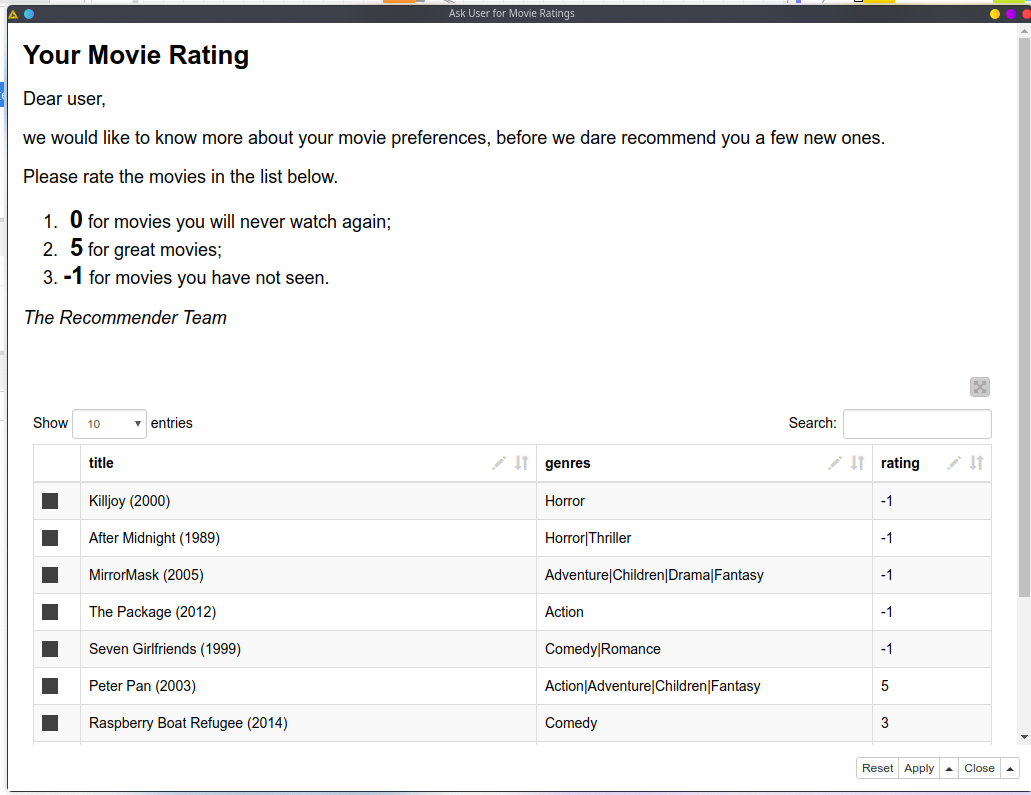 Ask User for Movie Ratings
Your Movie Rating
Dear user,
we would like to know more about your movie preferences, before we dare recommend you a few new ones.
Please rate the movies in the list below.
1. 0 for movies you will never watch again;
2. 5 for great movies;
3. -1 for movies you have not seen.
The Recommender Team
Show 10 entries Search:
title genres rating
Killjoy (2000) Horror -1
After Midnight (1989) Horror|Thriller -1
MirrorMask (2005) Adventure|Children|Drama|Fantasy -1
The Package (2012) Action -1
Seven Girlfriends (1999) Comedy|Romance -1
Peter Pan (2003) Action|Adventure|Children|Fantasy 5
Raspberry Boat Refugee (2014) Comedy 3
Reset Apply Close